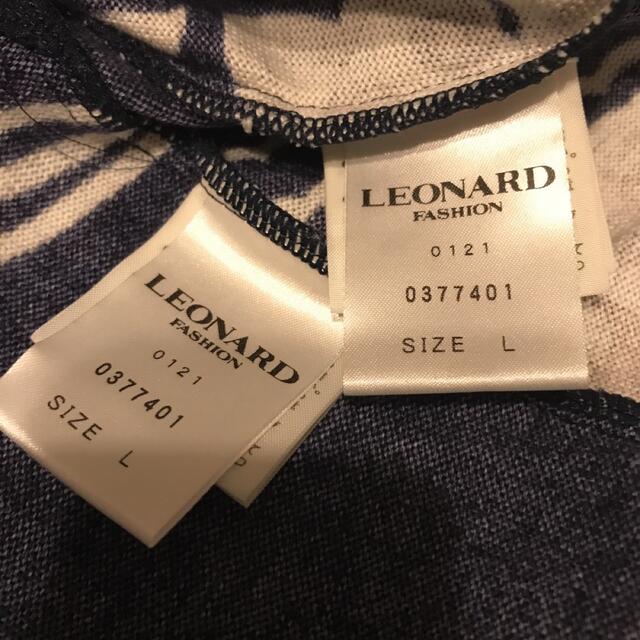 LEONARD
FASHION
0121
0377401
SIZE L
LEONARD
FASHION
0121
0377401
SIZE L